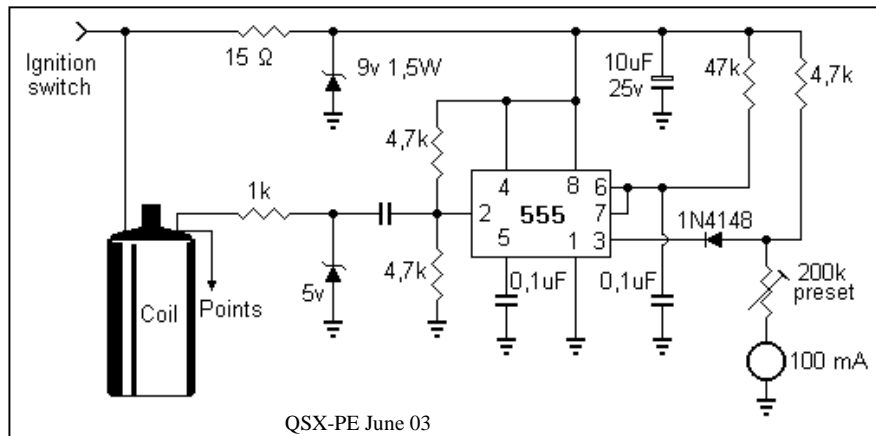 Ignition
switch
15 Ω
9v 1,5W
10uF
25v
47k
4,7k
4,7k
1k
4
8
6
7
2
555
3
5
1
1N4148
200k
preset
4,7k
5v
0,1uF
0,1uF
Coil
Points
100 mA
QSX-PE June 03